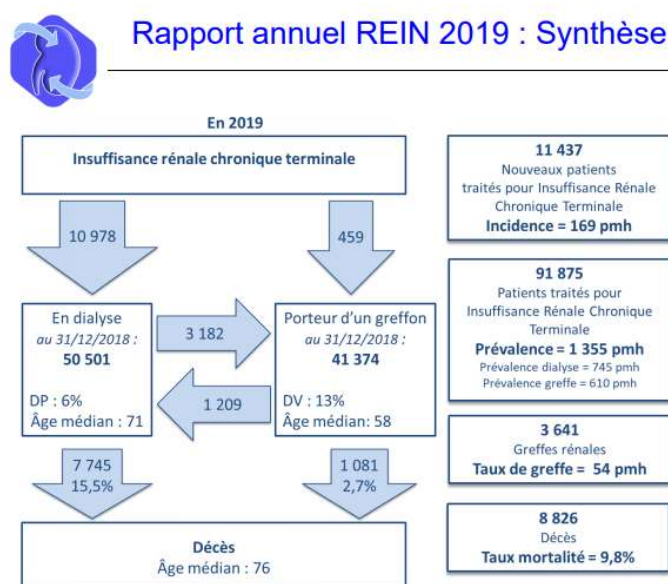 Rapport annuel REIN 2019 : Synthèse
En 2019
Insuffisance rénale chronique terminale
10 978
459
En dialyse
au 31/12/2018 :
50 501
DP : 6%
Âge médian : 71
3 182
1 209
Porteur d'un greffon
au 31/12/2018 :
41 374
DV : 13%
Âge médian: 58
7 745
15,5%
1 081
2,7%
Décès
Âge médian : 76
11 437
Nouveaux patients
traités pour Insuffisance Rénale
Chronique Terminale
Incidence = 169 pmh
91 875
Patients traités pour
Insuffisance Rénale Chronique
Terminale
Prévalence = 1 355 pmh
Prévalence dialyse = 745 pmh
Prévalence greffe = 610 pmh
3 641
Greffes rénales
Taux de greffe = 54 pmh
8 826
Décès
Taux mortalité = 9,8%